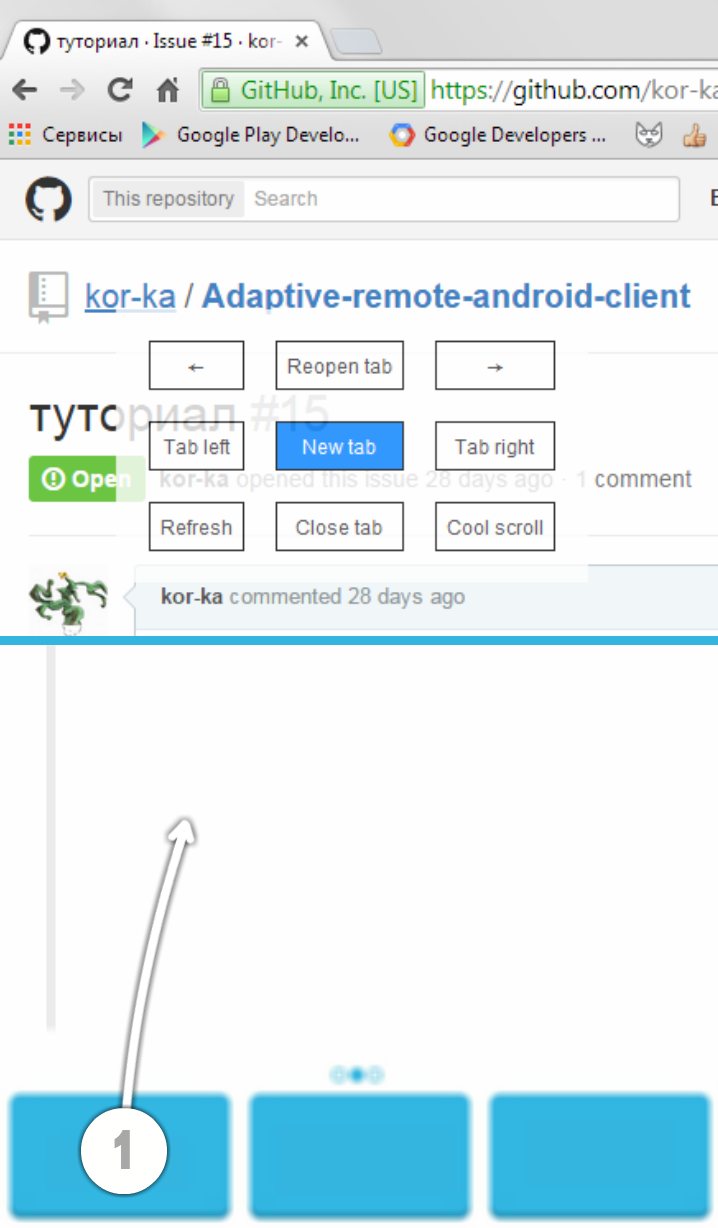 туториал · Issue #15 · kor-
GitHub, Inc. [US] https://github.com/kor-ka
Сервисы Google Play Develo... Google Developers ...
This repository Search
kor-ka / Adaptive-remote-android-client
← Reopen tab →
туториал #15
Tab left New tab Tab right
Open kor-ka opened this issue 28 days ago · 1 comment
Refresh Close tab Cool scroll
kor-ka commented 28 days ago
1